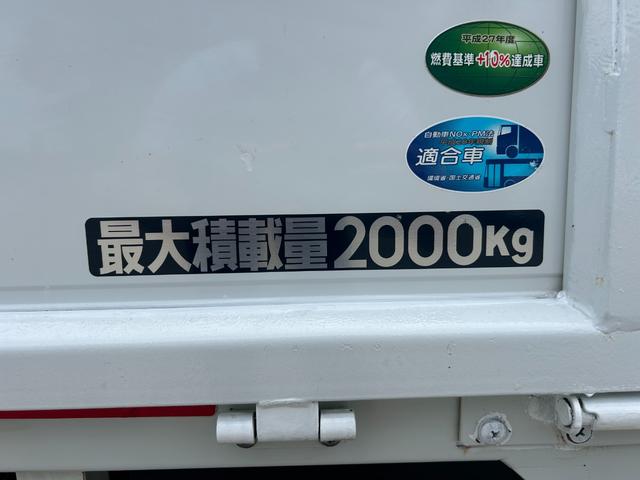 平成27年度
燃費基準+10%達成車
自動車NOx・PM法
適合車
環境省・国土交通省
最大積載量2000Kg